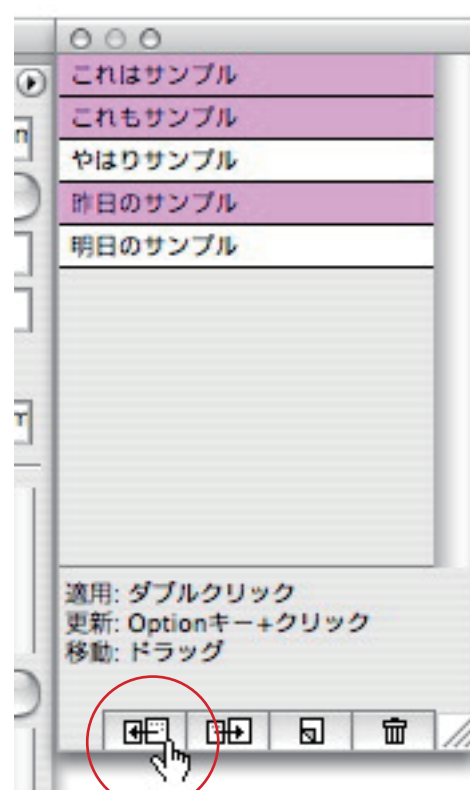 これはサンプル
これもサンプル
やはりサンプル
昨日のサンプル
明日のサンプル
適用: ダブルクリック
更新: Optionキー+クリック
移動: ドラッグ